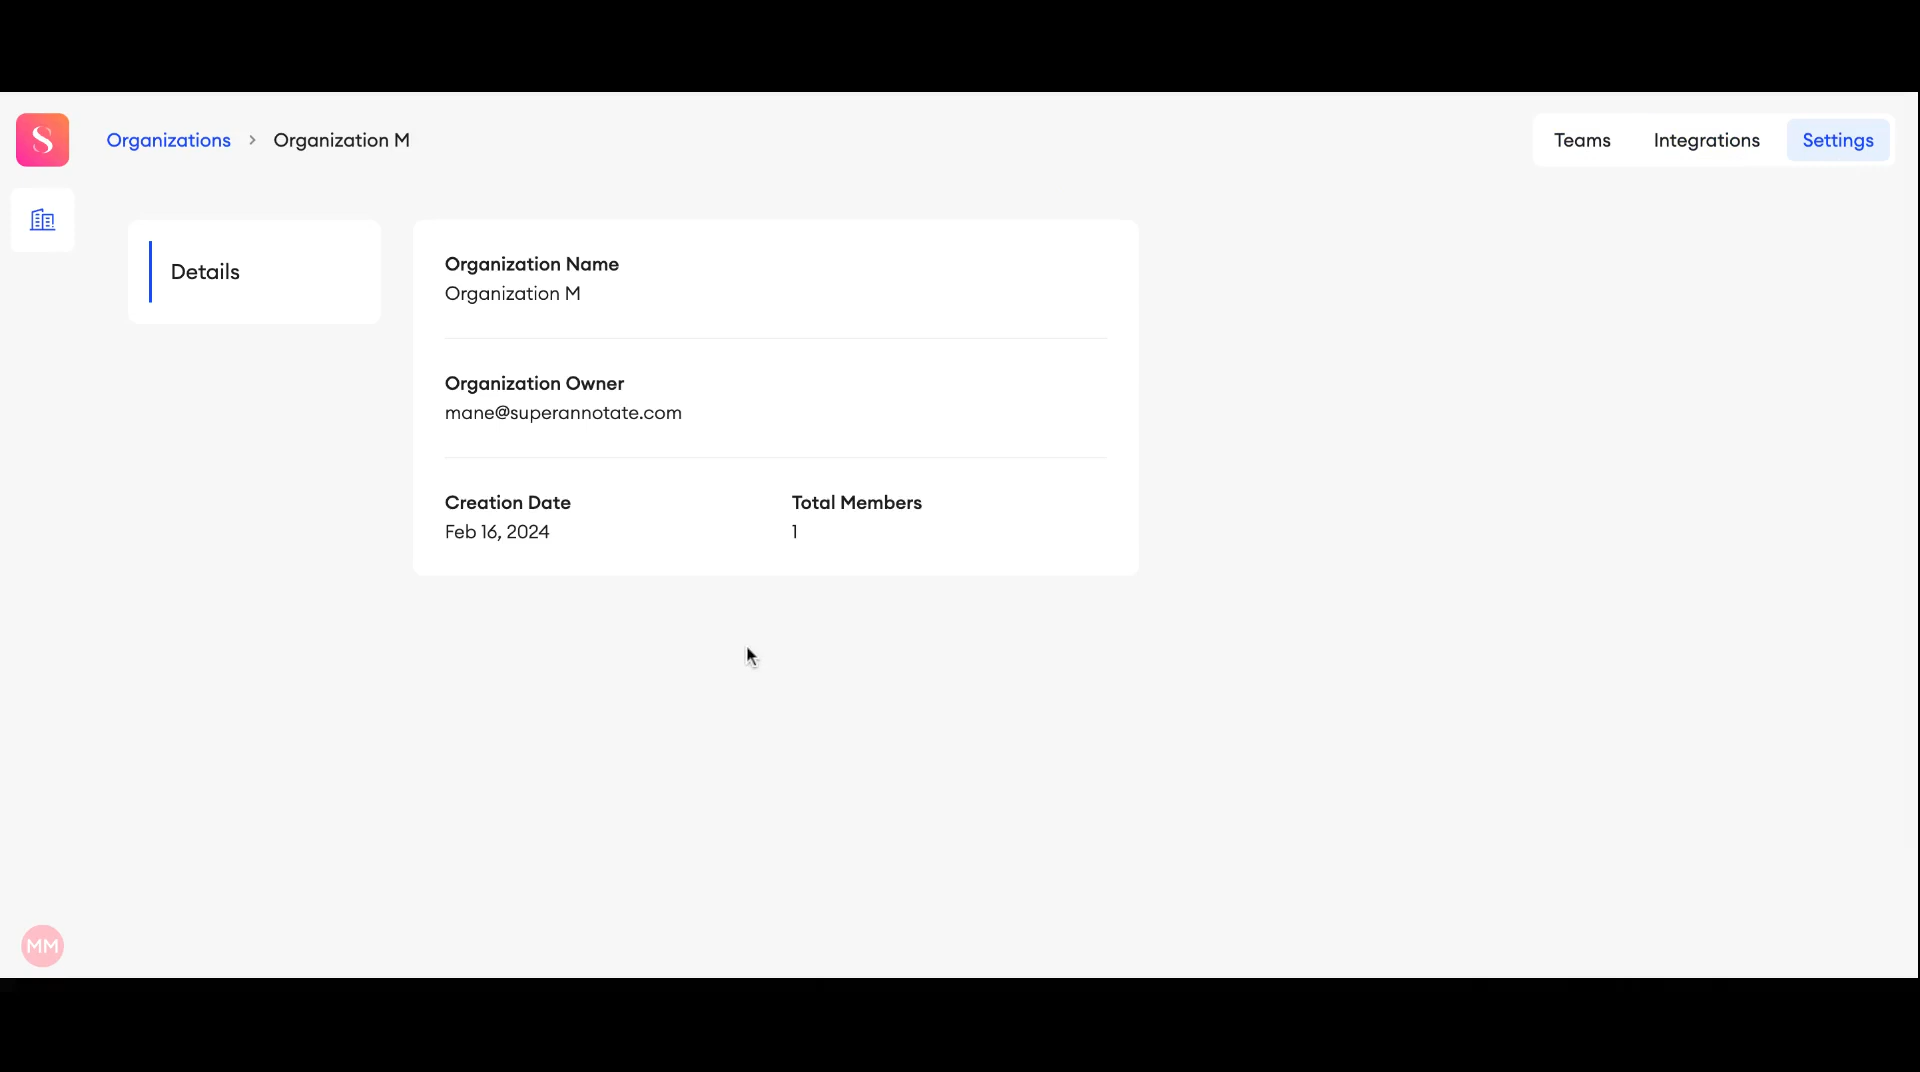 S
Organizations > Organization M
Teams Integrations Settings
Details
Organization Name
Organization M
Organization Owner
mane@superannotate.com
Creation Date Total Members
Feb 16, 2024 1
MM